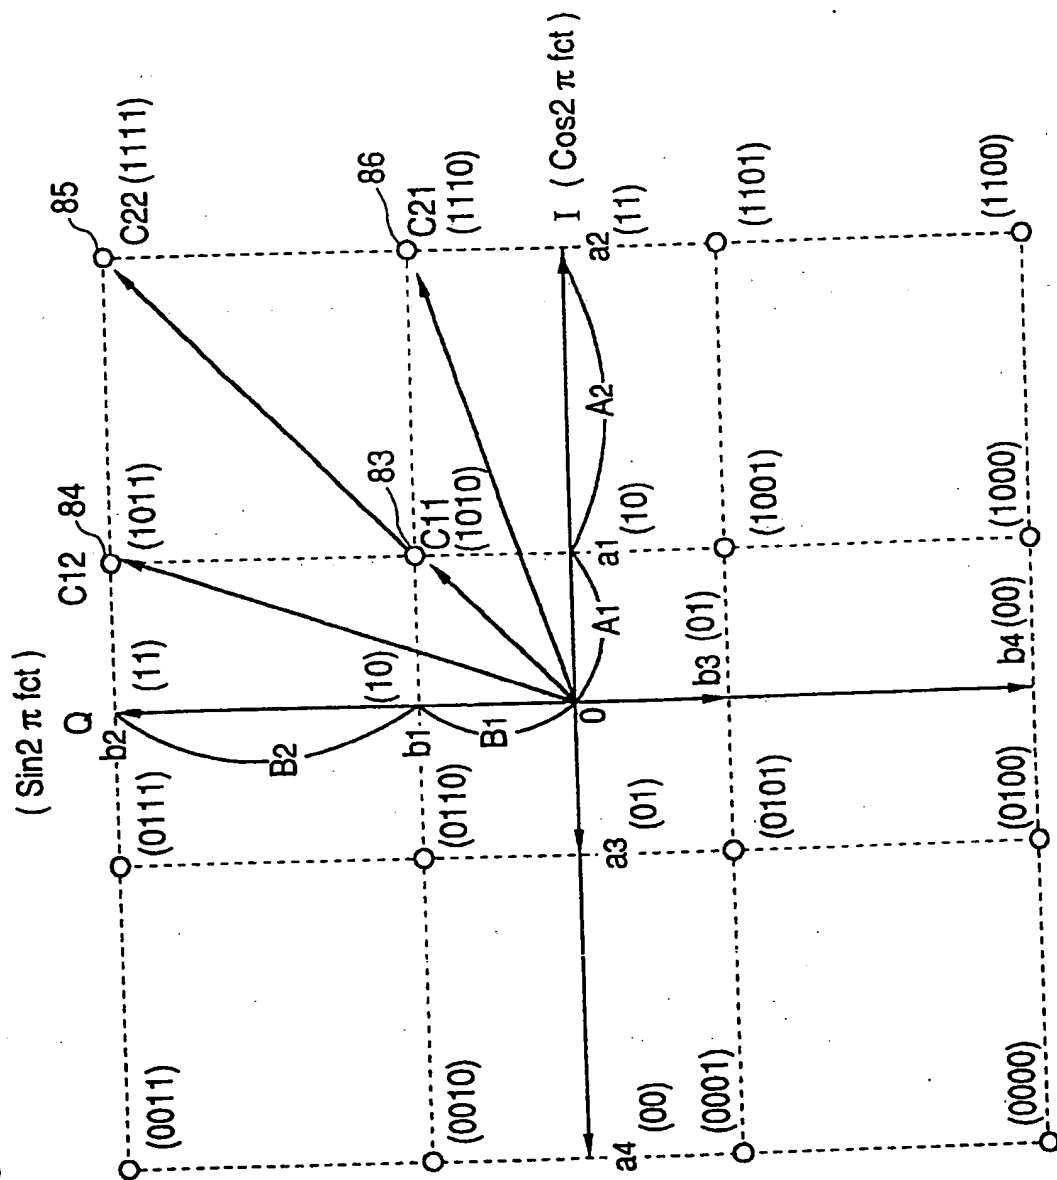 ( Sin2 π fct )
Q
b2
(11)
C12
84
(1011)
85
C22 (1111)
(0011)
(0111)
B2
b1
(10)
83
C11
(1010)
86
C21
(1110)
(0010)
(0110)
B1
0
A1
a1
(10)
A2
a2
(11)
I ( Cos2 π fct )
a4
(00)
a3
(01)
b3 (01)
(0001)
(0101)
(1001)
(1101)
b4 (00)
(0000)
(0100)
(1000)
(1100)